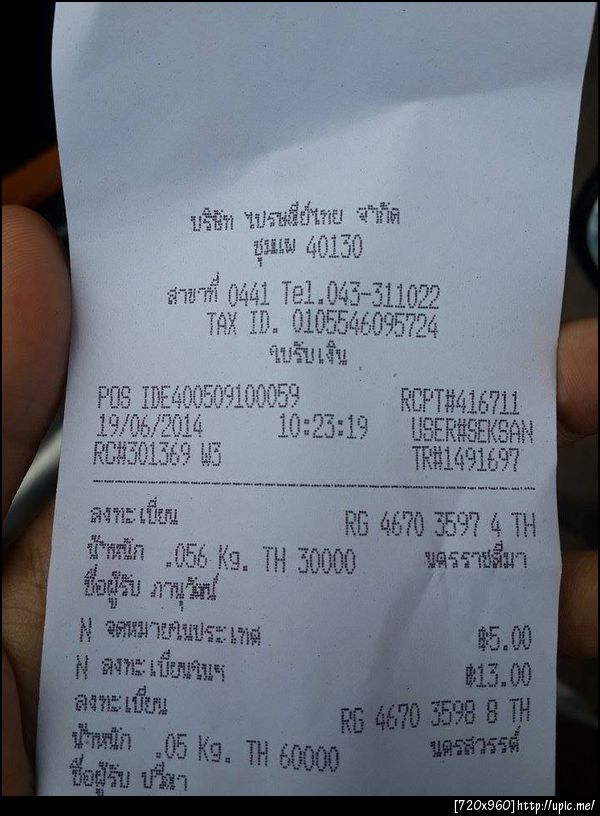 บริษัท ไปรษณีย์ไทย จำกัด
ชุมแพ 40130
สาขาที่ 0441 Tel.043-311022
TAX ID. 0105546095724
ใบรับเงิน
POS IDE400509100059 RCPT#416711
19/06/2014 10:23:19 USER#SEKSAN
RC#301369 W3 TR#1491697
ลงทะเบียน RG 4670 3597 4 TH
น้ำหนัก .056 Kg. TH 30000 นครราชสีมา
ชื่อผู้รับ ภานุวัฒน์
N จดหมายในประเทศ ฿5.00
N ลงทะเบียนในฯ ฿13.00
ลงทะเบียน RG 4670 3598 8 TH
น้ำหนัก .05 Kg. TH 60000 นครสวรรค์
ชื่อผู้รับ ปรีมา
[720x960]http://upic.me/